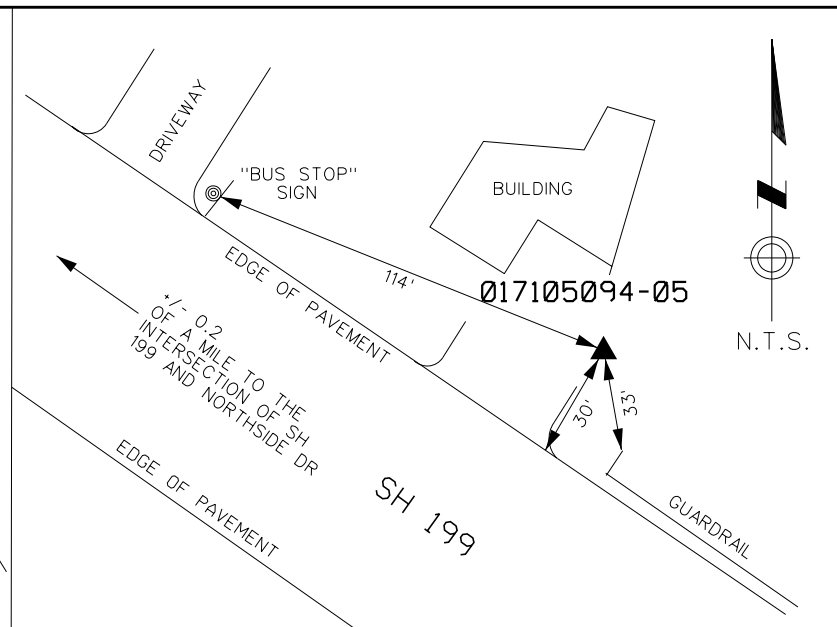 DRIVEWAY
"BUS STOP"
SIGN
BUILDING
EDGE OF PAVEMENT
114'
017105094-05
N
N.T.S.
+/- 0.2
OF A MILE TO THE
INTERSECTION OF SH
199 AND NORTHSIDE DR
30'
33'
EDGE OF PAVEMENT
SH 199
GUARDRAIL